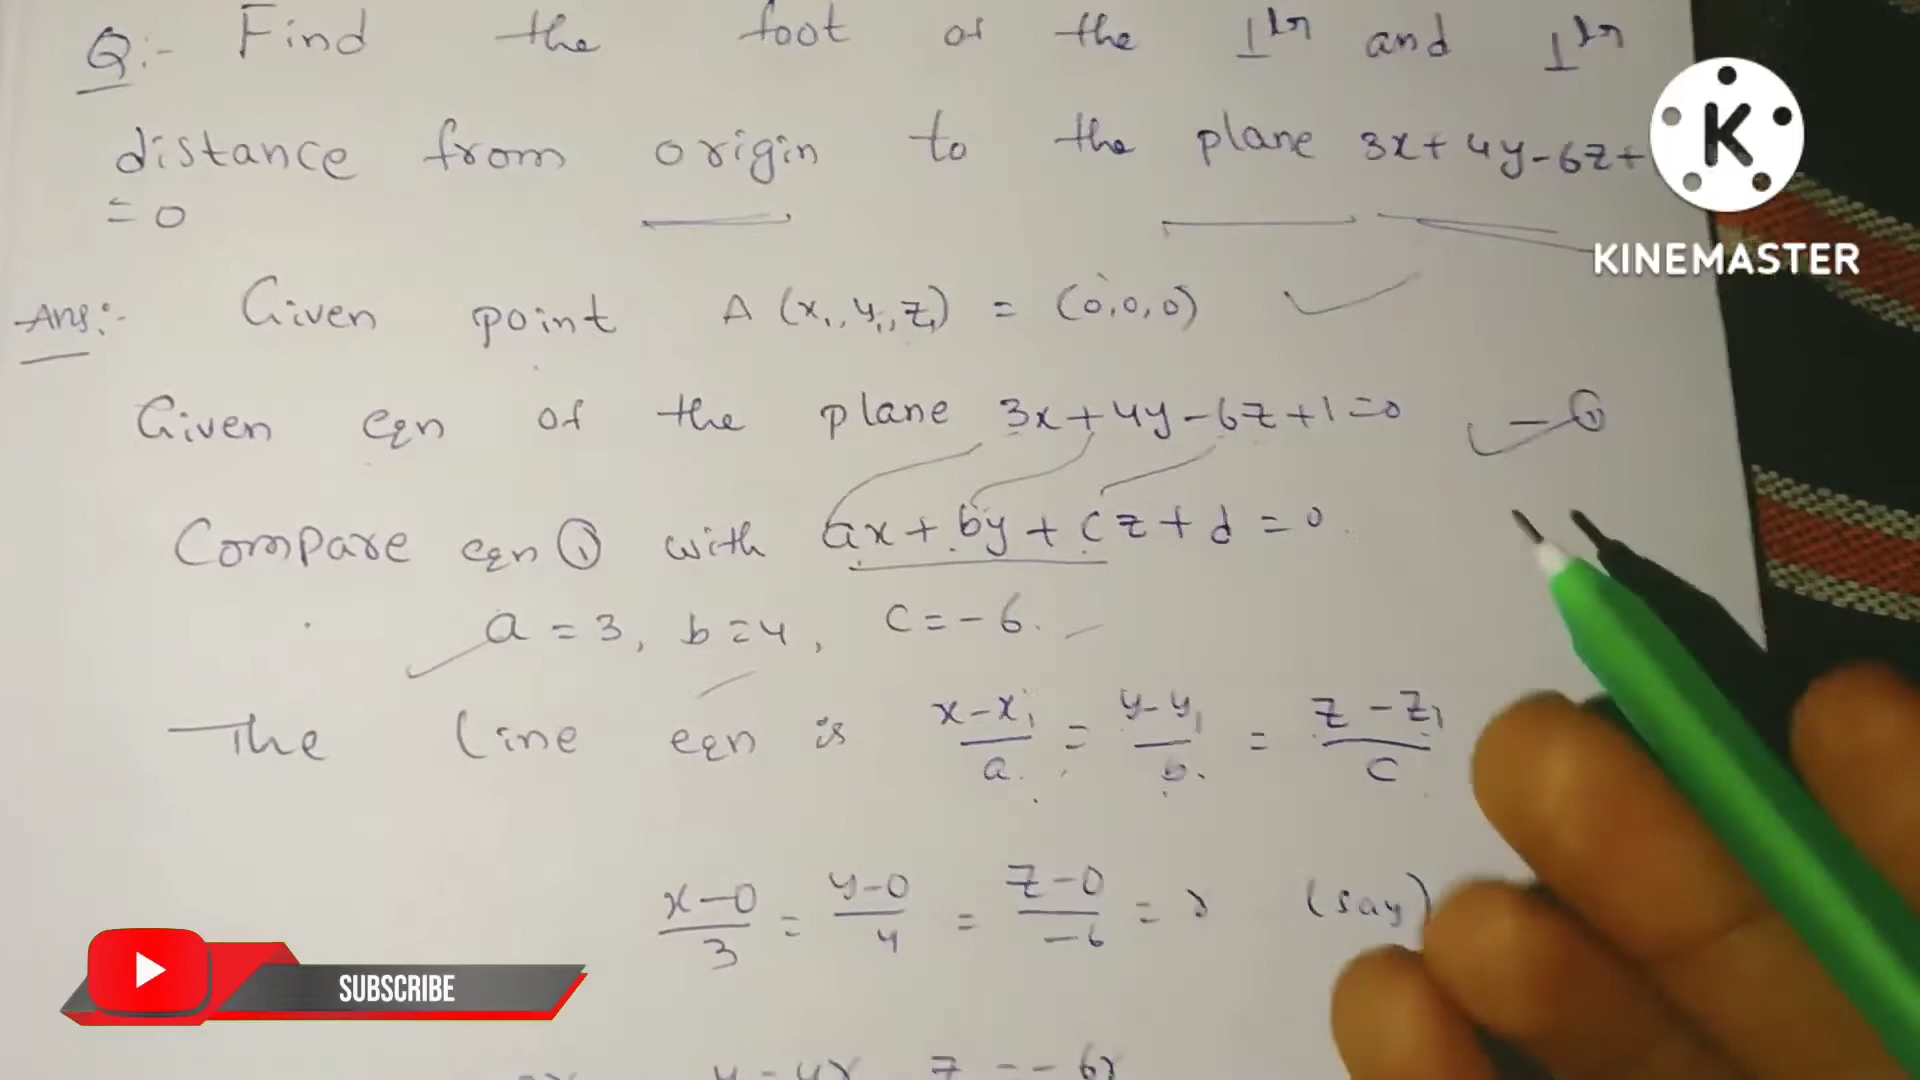 Q:- Find the foot of the ⊥lr and ⊥lr
distance from origin to the plane 3x+4y-6z+
= 0
Ans:- Given point A (x₁, y₁, z₁) = (0,0,0)
Given eqn of the plane 3x+4y-6z+1=0 - ①
Compare eqn ① with ax+by+cz+d=0.
a=3, b=4, c=-6.
The line eqn is x-x₁/a = y-y₁/b = z-z₁/c
x-0/3 = y-0/4 = z-0/-6 = r (say)
K
KINEMASTER
SUBSCRIBE